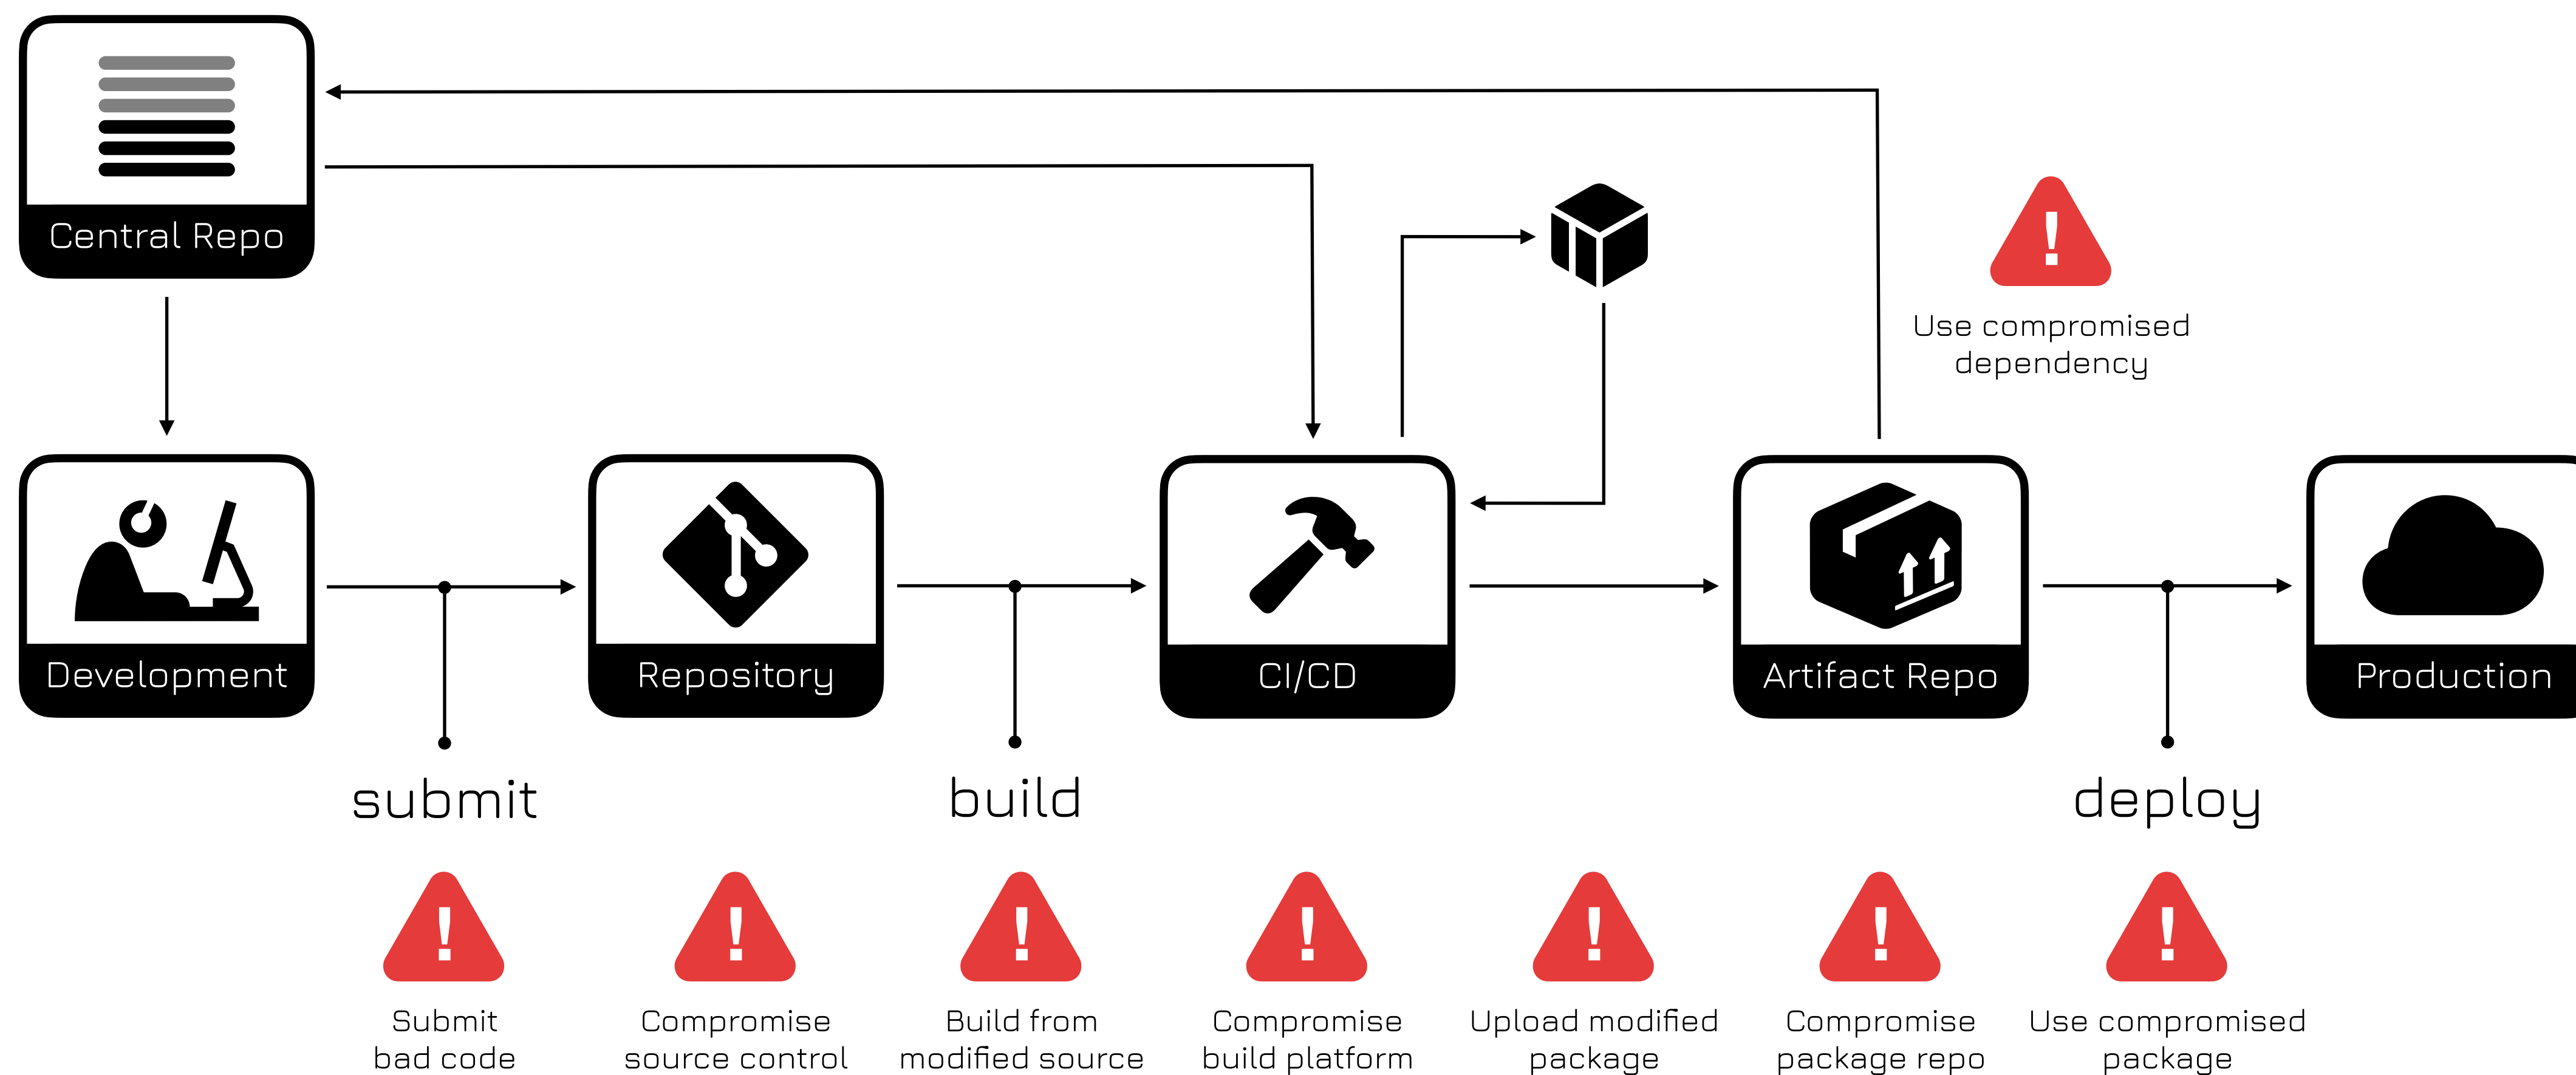 Central Repo
Use compromised
dependency
Development
Repository
CI/CD
Artifact Repo
Production
submit
build
deploy
Submit
bad code
Compromise
source control
Build from
modified source
Compromise
build platform
Upload modified
package
Compromise
package repo
Use compromised
package